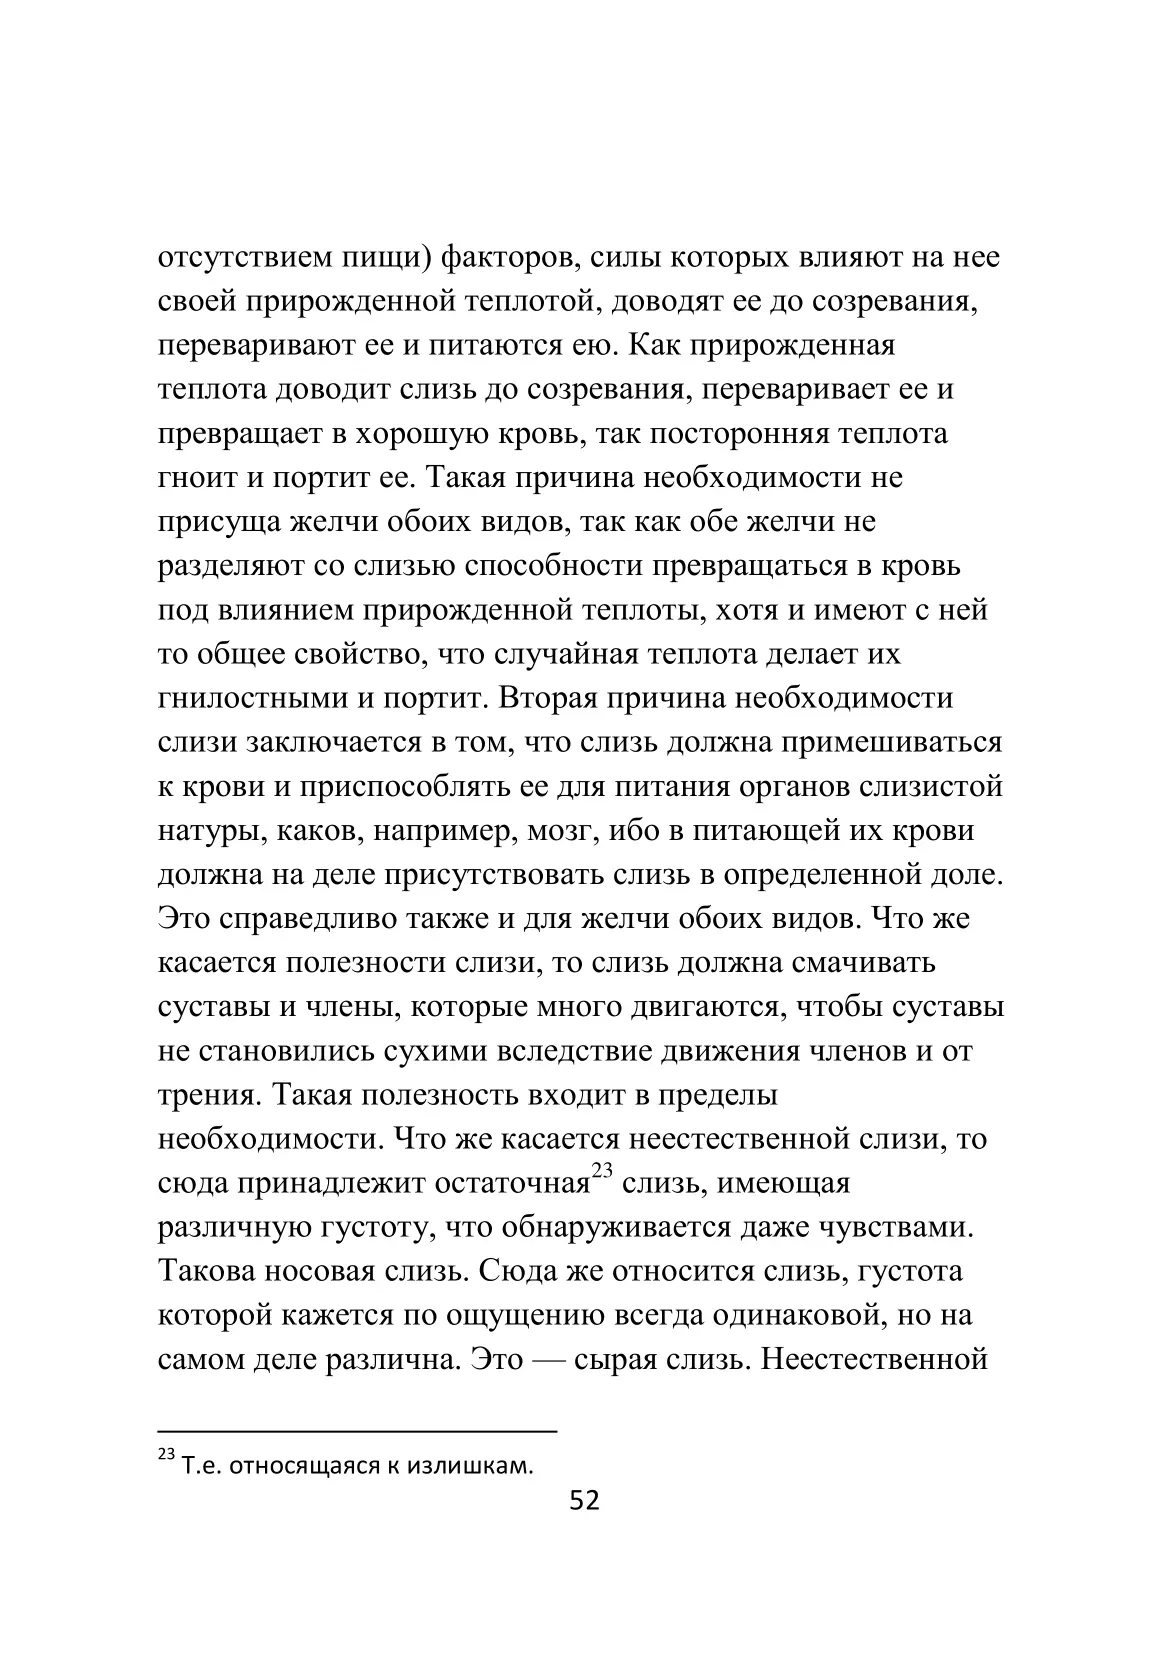 отсутствием пищи) факторов, силы которых влияют на нее
своей прирожденной теплотой, доводят ее до созревания,
переваривают ее и питаются ею. Как прирожденная
теплота доводит слизь до созревания, переваривает ее и
превращает в хорошую кровь, так посторонняя теплота
гноит и портит ее. Такая причина необходимости не
присуща желчи обоих видов, так как обе желчи не
разделяют со слизью способности превращаться в кровь
под влиянием прирожденной теплоты, хотя и имеют с ней
то общее свойство, что случайная теплота делает их
гнилостными и портит. Вторая причина необходимости
слизи заключается в том, что слизь должна примешиваться
к крови и приспособлять ее для питания органов слизистой
натуры, каков, например, мозг, ибо в питающей их крови
должна на деле присутствовать слизь в определенной доле.
Это справедливо также и для желчи обоих видов. Что же
касается полезности слизи, то слизь должна смачивать
суставы и члены, которые много двигаются, чтобы суставы
не становились сухими вследствие движения членов и от
трения. Такая полезность входит в пределы
необходимости. Что же касается неестественной слизи, то
сюда принадлежит остаточная23 слизь, имеющая
различную густоту, что обнаруживается даже чувствами.
Такова носовая слизь. Сюда же относится слизь, густота
которой кажется по ощущению всегда одинаковой, но на
самом деле различна. Это — сырая слизь. Неестественной
23 Т.е. относящаяся к излишкам.
52